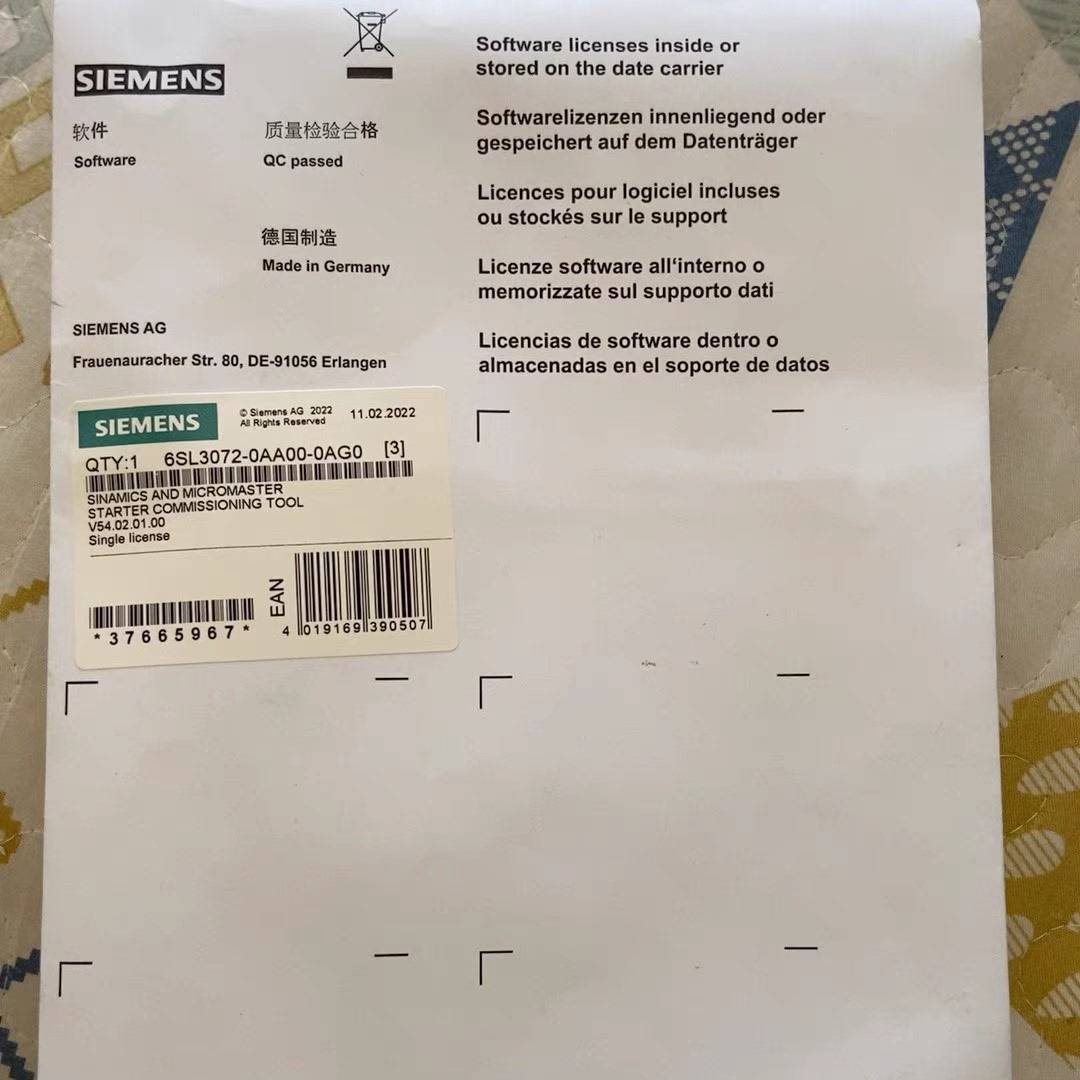 SIEMENS
软件
Software
质量检验合格
QC passed
德国制造
Made in Germany
SIEMENS AG
Frauenauracher Str. 80, DE-91056 Erlangen
Software licenses inside or
stored on the date carrier
Softwarelizenzen innenliegend oder
gespeichert auf dem Datenträger
Licences pour logiciel incluses
ou stockés sur le support
Licenze software all'interno o
memorizzate sul supporto dati
Licencias de software dentro o
almacenadas en el soporte de datos
SIEMENS
© Siemens AG 2022
All Rights Reserved
11.02.2022
QTY:1 6SL3072-0AA00-0AG0 [3]
SINAMICS AND MICROMASTER
STARTER COMMISSIONING TOOL
V54.02.01.00
Single license
*37665967*
EAN
4 019169 390507